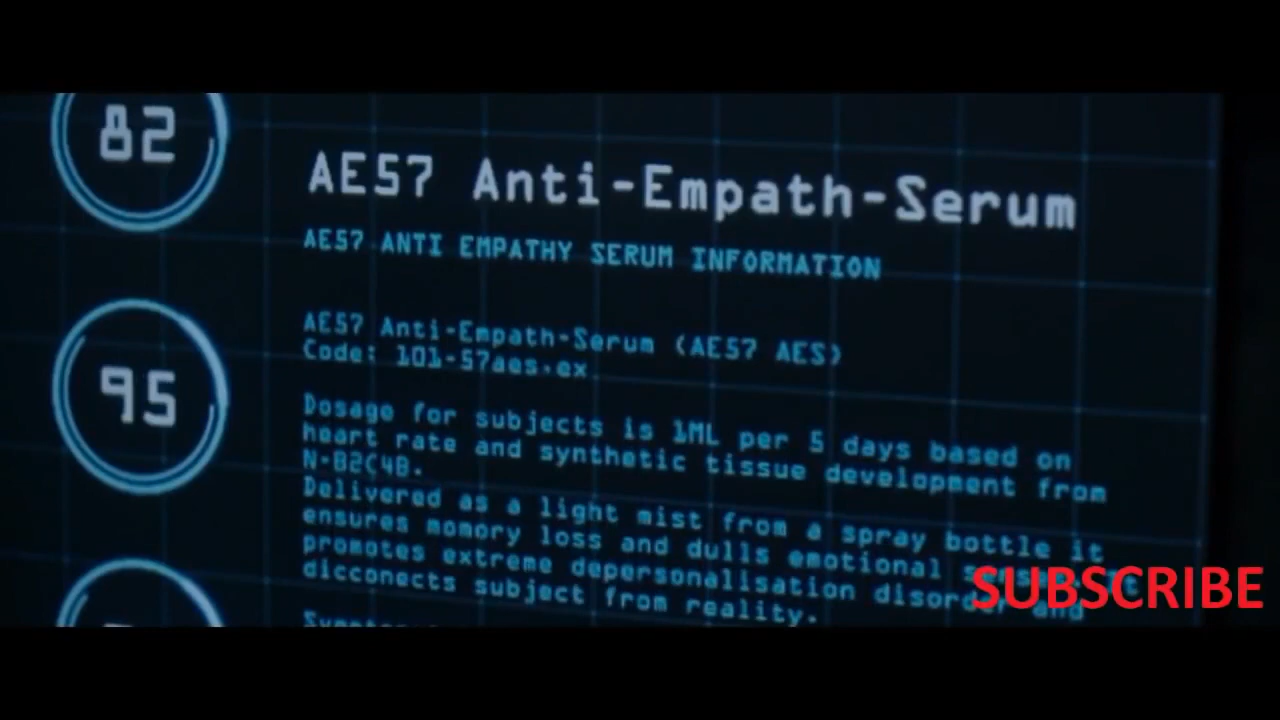 82
AE57 Anti-Empath-Serum
AE57 ANTI EMPATHY SERUM INFORMATION
AE57 Anti-Empath-Serum (AE57 AES)
Code: 101-57aes.ex
95
Dosage for subjects is 1ML per 5 days based on
heart rate and synthetic tissue development from
N-B2C4B.
Delivered as a light mist from a spray bottle it
ensures momory loss and dulls emotional
promotes extreme depersonalisation disorder and
dicconects subject from reality.
SUBSCRIBE